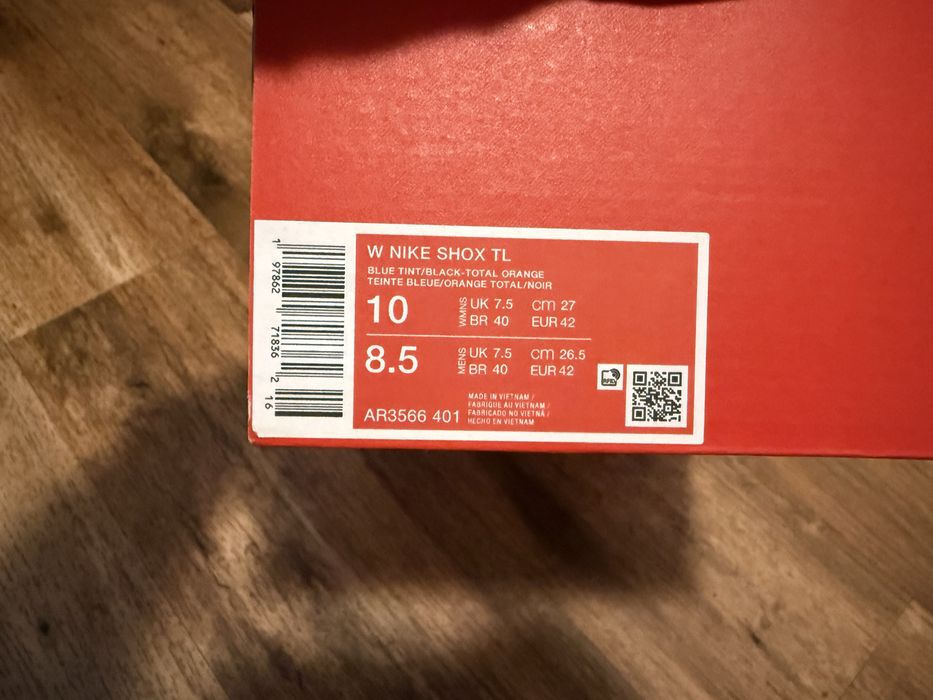 W NIKE SHOX TL
BLUE TINT/BLACK-TOTAL ORANGE
TEINTE BLEUE/ORANGE TOTAL/NOIR
10 WMNS UK 7.5 CM 27
BR 40 EUR 42
8.5 MENS UK 7.5 CM 26.5
BR 40 EUR 42
AR3566 401
MADE IN VIETNAM /
FABRIQUE AU VIETNAM /
FABRICADO NO VIETNÃ /
HECHO EN VIETNAM
RFID
1 97862 71836 2 16